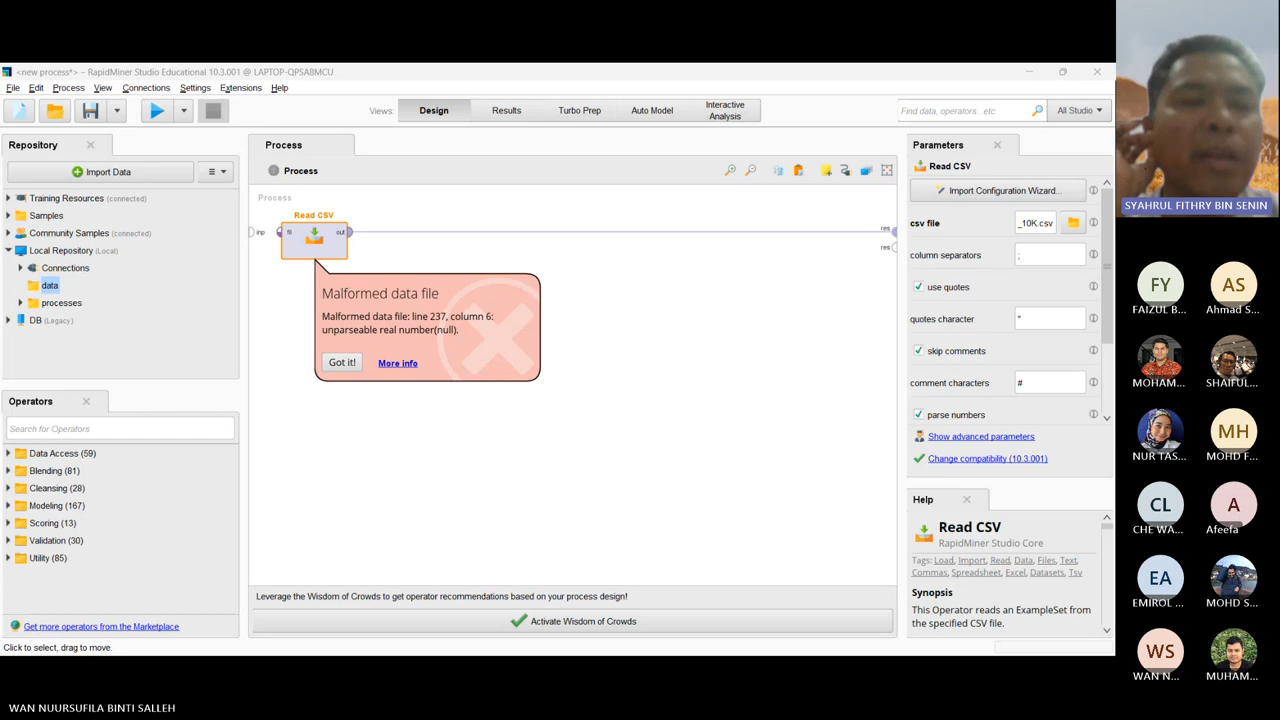 <new process*> – RapidMiner Studio Educational 10.3.001 @ LAPTOP-QPSA8MCU
File Edit Process View Connections Settings Extensions Help
Views: Design Results Turbo Prep Auto Model Interactive Analysis
Find data, operators...etc
All Studio
Repository
Import Data
Training Resources (connected)
Samples
Community Samples (connected)
Local Repository (Local)
Connections
data
processes
DB (Legacy)
Operators
Search for Operators
Data Access (59)
Blending (81)
Cleansing (28)
Modeling (167)
Scoring (13)
Validation (30)
Utility (85)
Get more operators from the Marketplace
Click to select, drag to move.
Process
Process
Process
Read CSV
inp
fil
out
res
res
Malformed data file
Malformed data file: line 237, column 6:
unparseable real number(null).
Got it!
More info
Leverage the Wisdom of Crowds to get operator recommendations based on your process design!
Activate Wisdom of Crowds
Parameters
Read CSV
Import Configuration Wizard...
csv file _10K.csv
column separators ;
use quotes
quotes character "
skip comments
comment characters #
parse numbers
Show advanced parameters
Change compatibility (10.3.001)
Help
Read CSV
RapidMiner Studio Core
Tags: Load, Import, Read, Data, Files, Text,
Commas, Spreadsheet, Excel, Datasets, Tsv
Synopsis
This Operator reads an ExampleSet from
the specified CSV file.
SYAHRUL FITHRY BIN SENIN
FY
AS
FAIZUL B...
Ahmad S...
MOHAM...
SHAIFUL...
MH
NUR TAS...
MOHD F...
CL
A
CHE WA...
Afeefa
EA
EMIROL ...
MOHD S...
WS
WAN N...
MUHAM...
WAN NUURSUFILA BINTI SALLEH